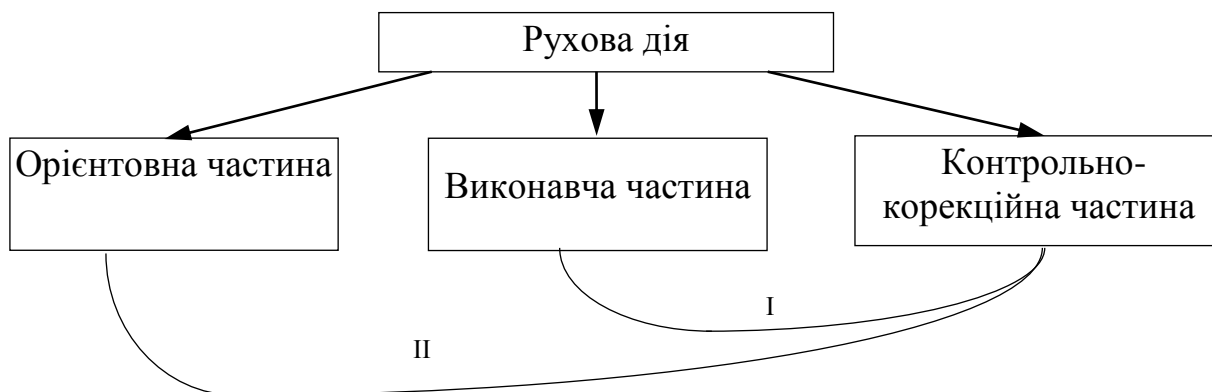 Рухова дія
Орієнтовна частина
Виконавча частина
Контрольно-
корекційна частина
I
II